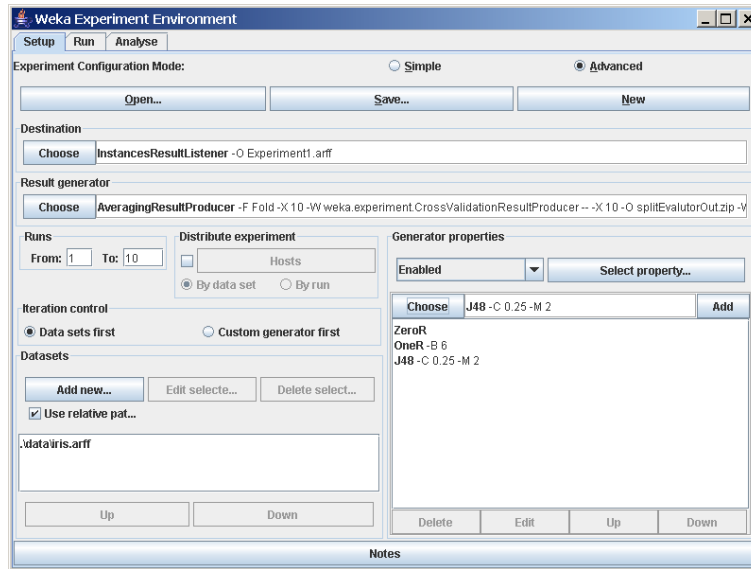 Weka Experiment Environment
Setup Run Analyse
Experiment Configuration Mode: Simple Advanced
Open... Save... New
Destination
Choose InstancesResultListener -O Experiment1.arff
Result generator
Choose AveragingResultProducer -F Fold -X 10 -W weka.experiment.CrossValidationResultProducer -- -X 10 -O splitEvalutorOut.zip -W
Runs
From: 1 To: 10
Distribute experiment
Hosts
By data set By run
Generator properties
Enabled Select property...
Iteration control
Data sets first Custom generator first
Choose J48 -C 0.25 -M 2 Add
ZeroR
OneR -B 6
J48 -C 0.25 -M 2
Datasets
Add new... Edit selecte... Delete select...
Use relative pat...
.\data\iris.arff
Up Down
Delete Edit Up Down
Notes